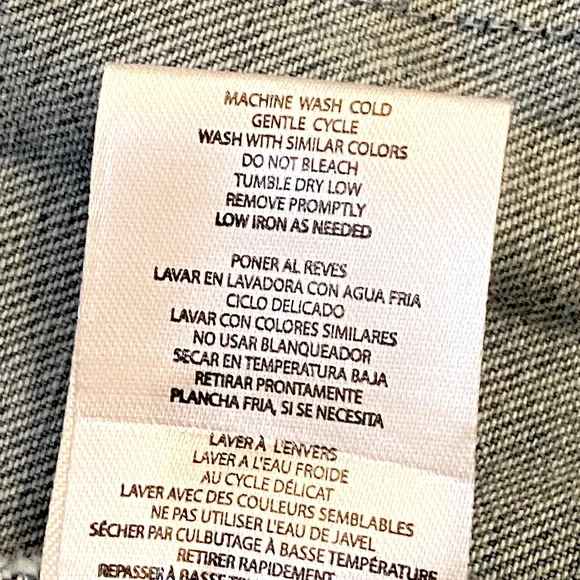 MACHINE WASH COLD
GENTLE CYCLE
WASH WITH SIMILAR COLORS
DO NOT BLEACH
TUMBLE DRY LOW
REMOVE PROMPTLY
LOW IRON AS NEEDED
PONER AL REVES
LAVAR EN LAVADORA CON AGUA FRIA
CICLO DELICADO
LAVAR CON COLORES SIMILARES
NO USAR BLANQUEADOR
SECAR EN TEMPERATURA BAJA
RETIRAR PRONTAMENTE
PLANCHA FRIA, SI SE NECESITA
LAVER À L'ENVERS
LAVER A L'EAU FROIDE
AU CYCLE DÉLICAT
LAVER AVEC DES COULEURS SEMBLABLES
NE PAS UTILISER L'EAU DE JAVEL
SÉCHER PAR CULBUTAGE À BASSE TEMPÉRATURE
RETIRER RAPIDEMENT
REPASSER À BASSE